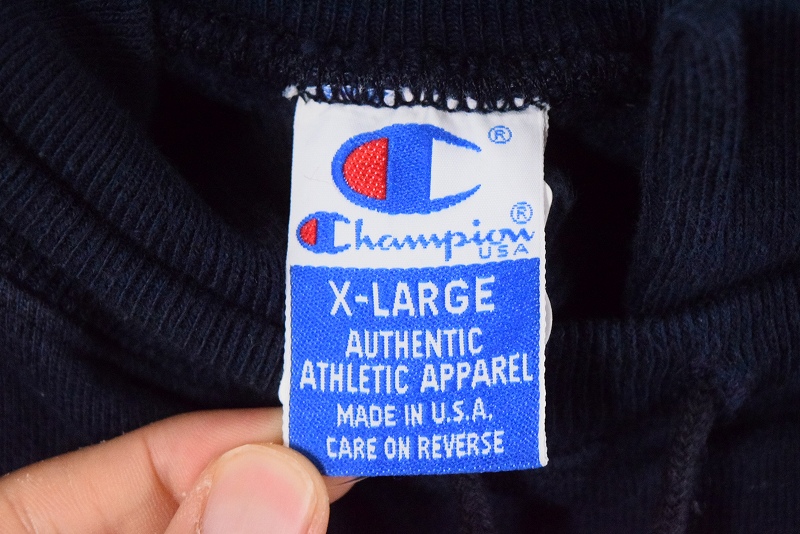 ®
Champion®
USA
X-LARGE
AUTHENTIC
ATHLETIC APPAREL
MADE IN U.S.A.
CARE ON REVERSE